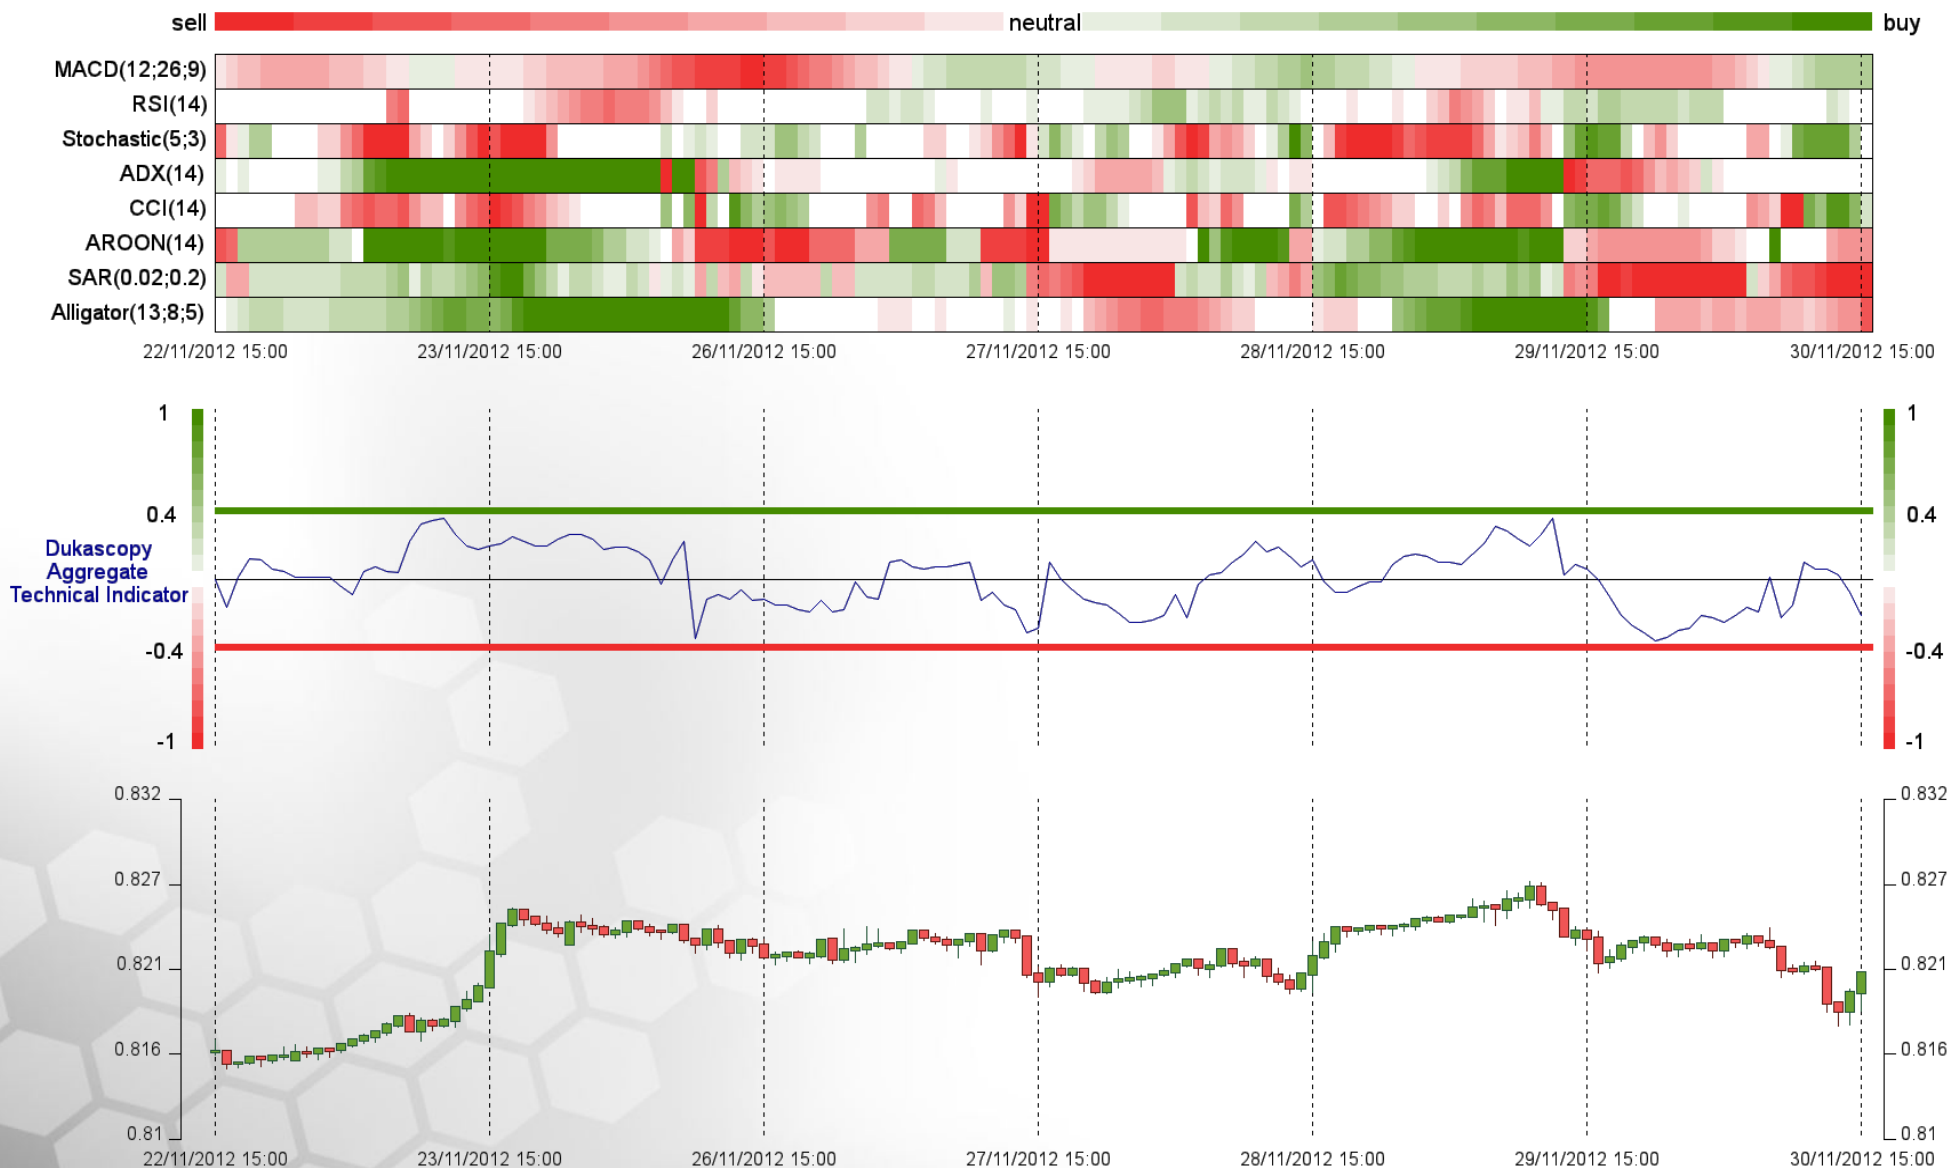 sell neutral buy
MACD(12;26;9)
RSI(14)
Stochastic(5;3)
ADX(14)
CCI(14)
AROON(14)
SAR(0.02;0.2)
Alligator(13;8;5)
22/11/2012 15:00 23/11/2012 15:00 26/11/2012 15:00 27/11/2012 15:00 28/11/2012 15:00 29/11/2012 15:00 30/11/2012 15:00
1 1
0.4 0.4
Dukascopy
Aggregate
Technical Indicator
-0.4 -0.4
-1 -1
0.832 0.832
0.827 0.827
0.821 0.821
0.816 0.816
0.81 0.81
22/11/2012 15:00 23/11/2012 15:00 26/11/2012 15:00 27/11/2012 15:00 28/11/2012 15:00 29/11/2012 15:00 30/11/2012 15:00